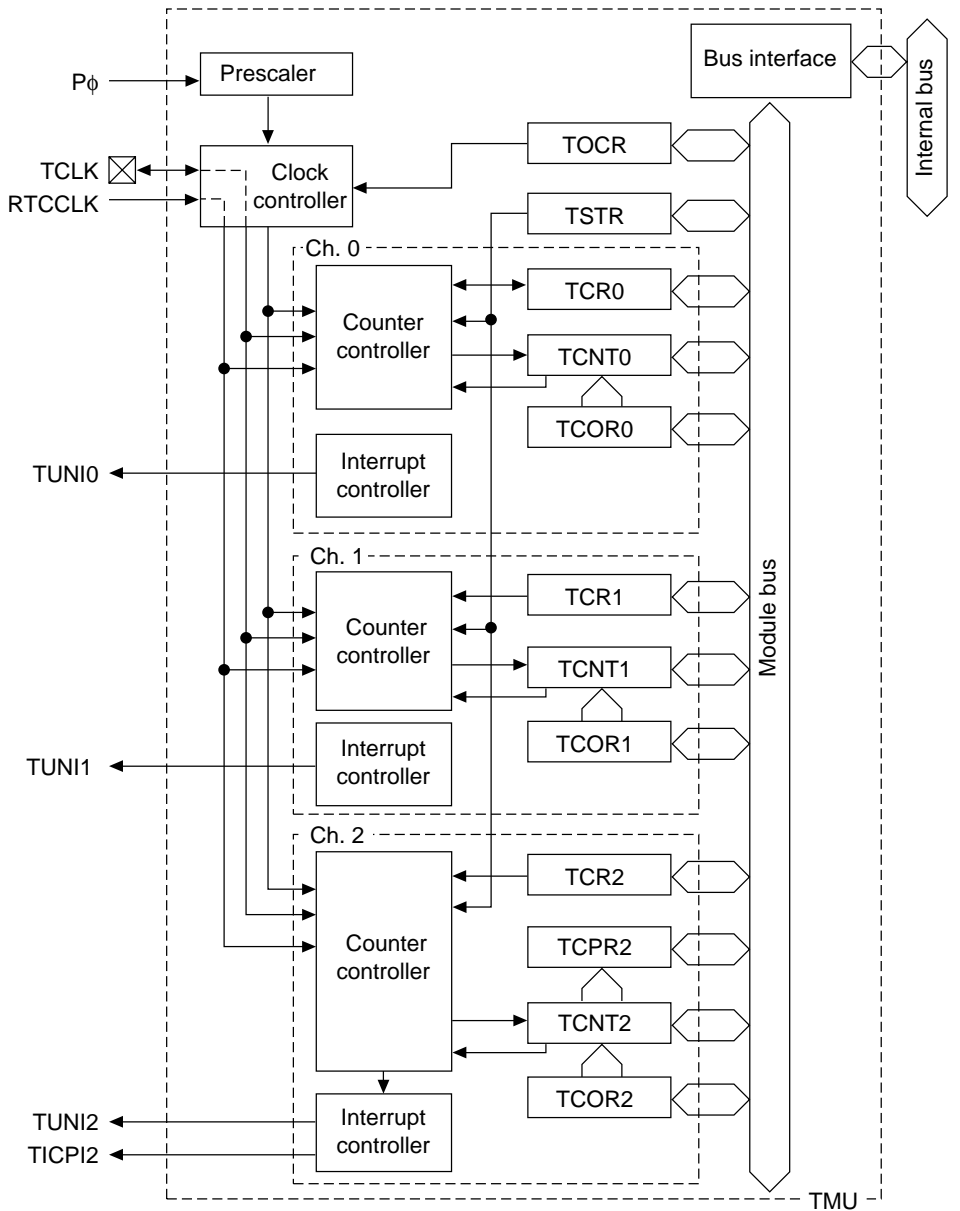 Pϕ
Prescaler
Bus interface
Internal bus
TCLK
RTCCLK
Clock
controller
TOCR
TSTR
Ch. 0
Counter
controller
TCR0
TCNT0
TCOR0
TUNI0
Interrupt
controller
Module bus
Ch. 1
Counter
controller
TCR1
TCNT1
TCOR1
TUNI1
Interrupt
controller
Ch. 2
Counter
controller
TCR2
TCPR2
TCNT2
TCOR2
TUNI2
TICPI2
Interrupt
controller
TMU